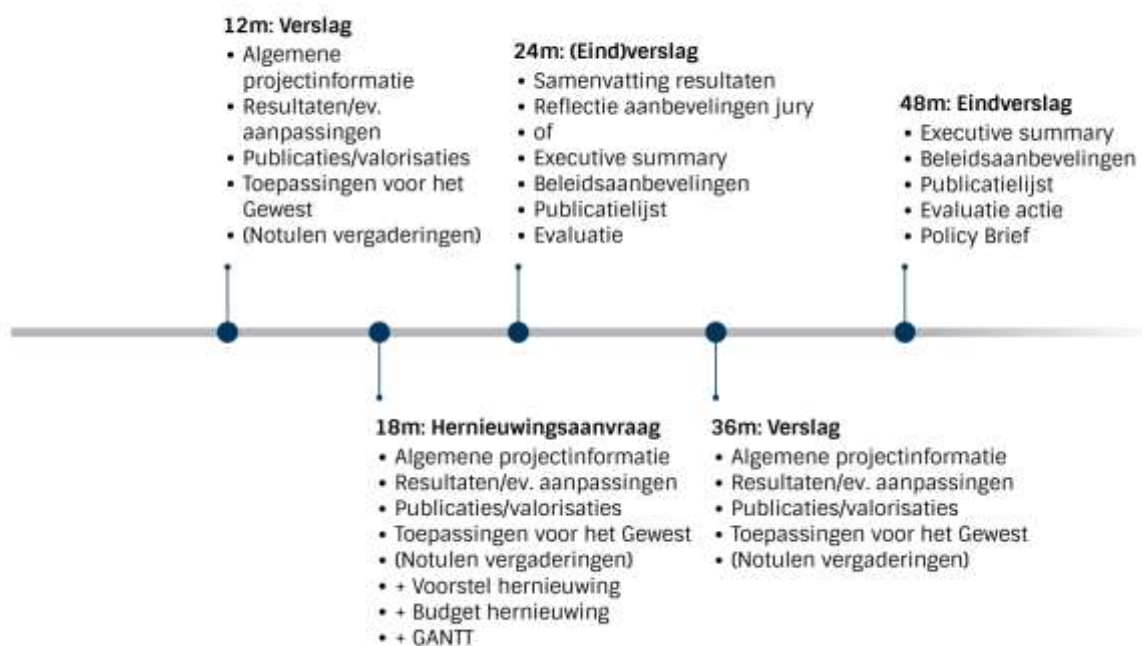 12m: Verslag
• Algemene
projectinformatie
• Resultaten/ev.
aanpassingen
• Publicaties/valorisaties
• Toepassingen voor het
Gewest
• (Notulen vergaderingen)
24m: (Eind)verslag
• Samenvatting resultaten
• Reflectie aanbevelingen jury
• of
• Executive summary
• Beleidsaanbevelingen
• Publicatielijst
• Evaluatie
48m: Eindverslag
• Executive summary
• Beleidsaanbevelingen
• Publicatielijst
• Evaluatie actie
• Policy Brief
18m: Hernieuwingsaanvraag
• Algemene projectinformatie
• Resultaten/ev. aanpassingen
• Publicaties/valorisaties
• Toepassingen voor het Gewest
• (Notulen vergaderingen)
• + Voorstel hernieuwing
• + Budget hernieuwing
• + GANTT
36m: Verslag
• Algemene projectinformatie
• Resultaten/ev. aanpassingen
• Publicaties/valorisaties
• Toepassingen voor het Gewest
• (Notulen vergaderingen)